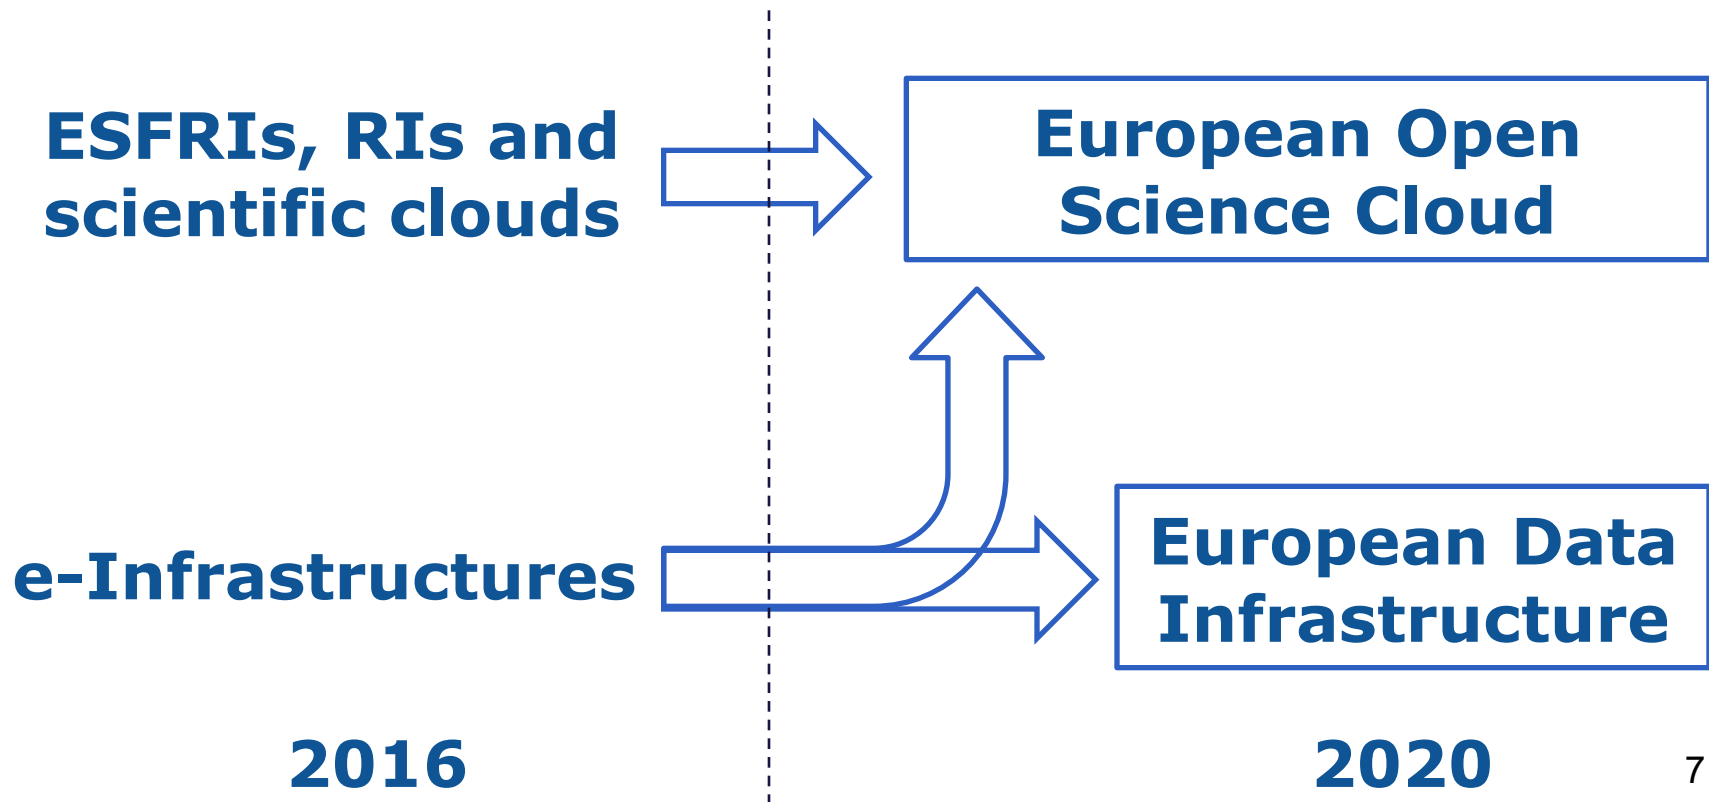 ESFRIs, RIs and
scientific clouds
European Open
Science Cloud
e-Infrastructures
European Data
Infrastructure
2016
2020
7